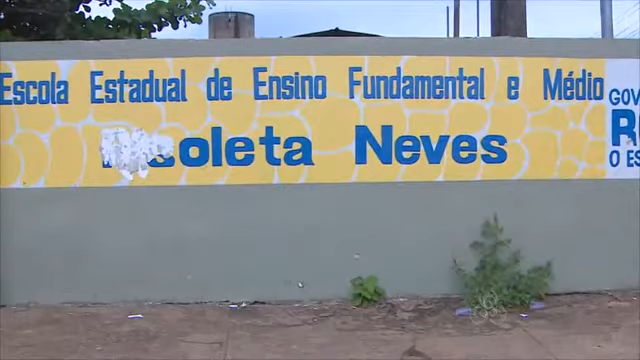 Escola Estadual de Ensino Fundamental e Médio
oleta Neves
GOV
R
O ES